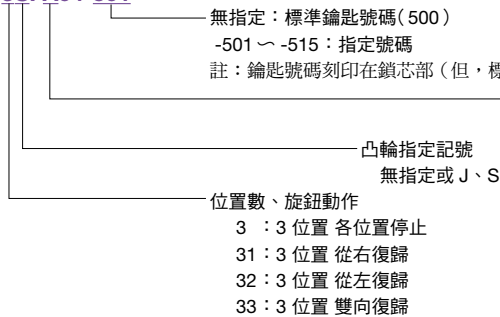 無指定：標準鑰匙號碼（500）
-501〜-515：指定號碼
註：鑰匙號碼刻印在鎖芯部（但，
凸輪指定記號
無指定或 J、S
位置數、旋鈕動作
3 ：3 位置 各位置停止
31：3 位置 從右復歸
32：3 位置 從左復歸
33：3 位置 雙向復歸